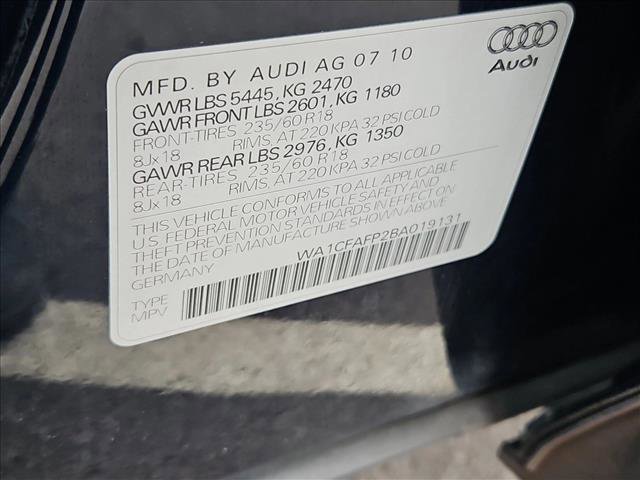 MFD. BY AUDI AG 07 10
Audi
GVWR LBS 5445, KG 2470
GAWR FRONT LBS 2601, KG 1180
FRONT-TIRES 235/60 R18
8Jx18 RIMS, AT 220 KPA 32 PSI COLD
GAWR REAR LBS 2976, KG 1350
REAR-TIRES 235/60 R18
8Jx18 RIMS, AT 220 KPA 32 PSI COLD
THIS VEHICLE CONFORMS TO ALL APPLICABLE
U.S. FEDERAL MOTOR VEHICLE SAFETY AND
THEFT PREVENTION STANDARDS IN EFFECT ON
THE DATE OF MANUFACTURE SHOWN ABOVE.
GERMANY
WA1CFAFP2BA019131
TYPE
MPV